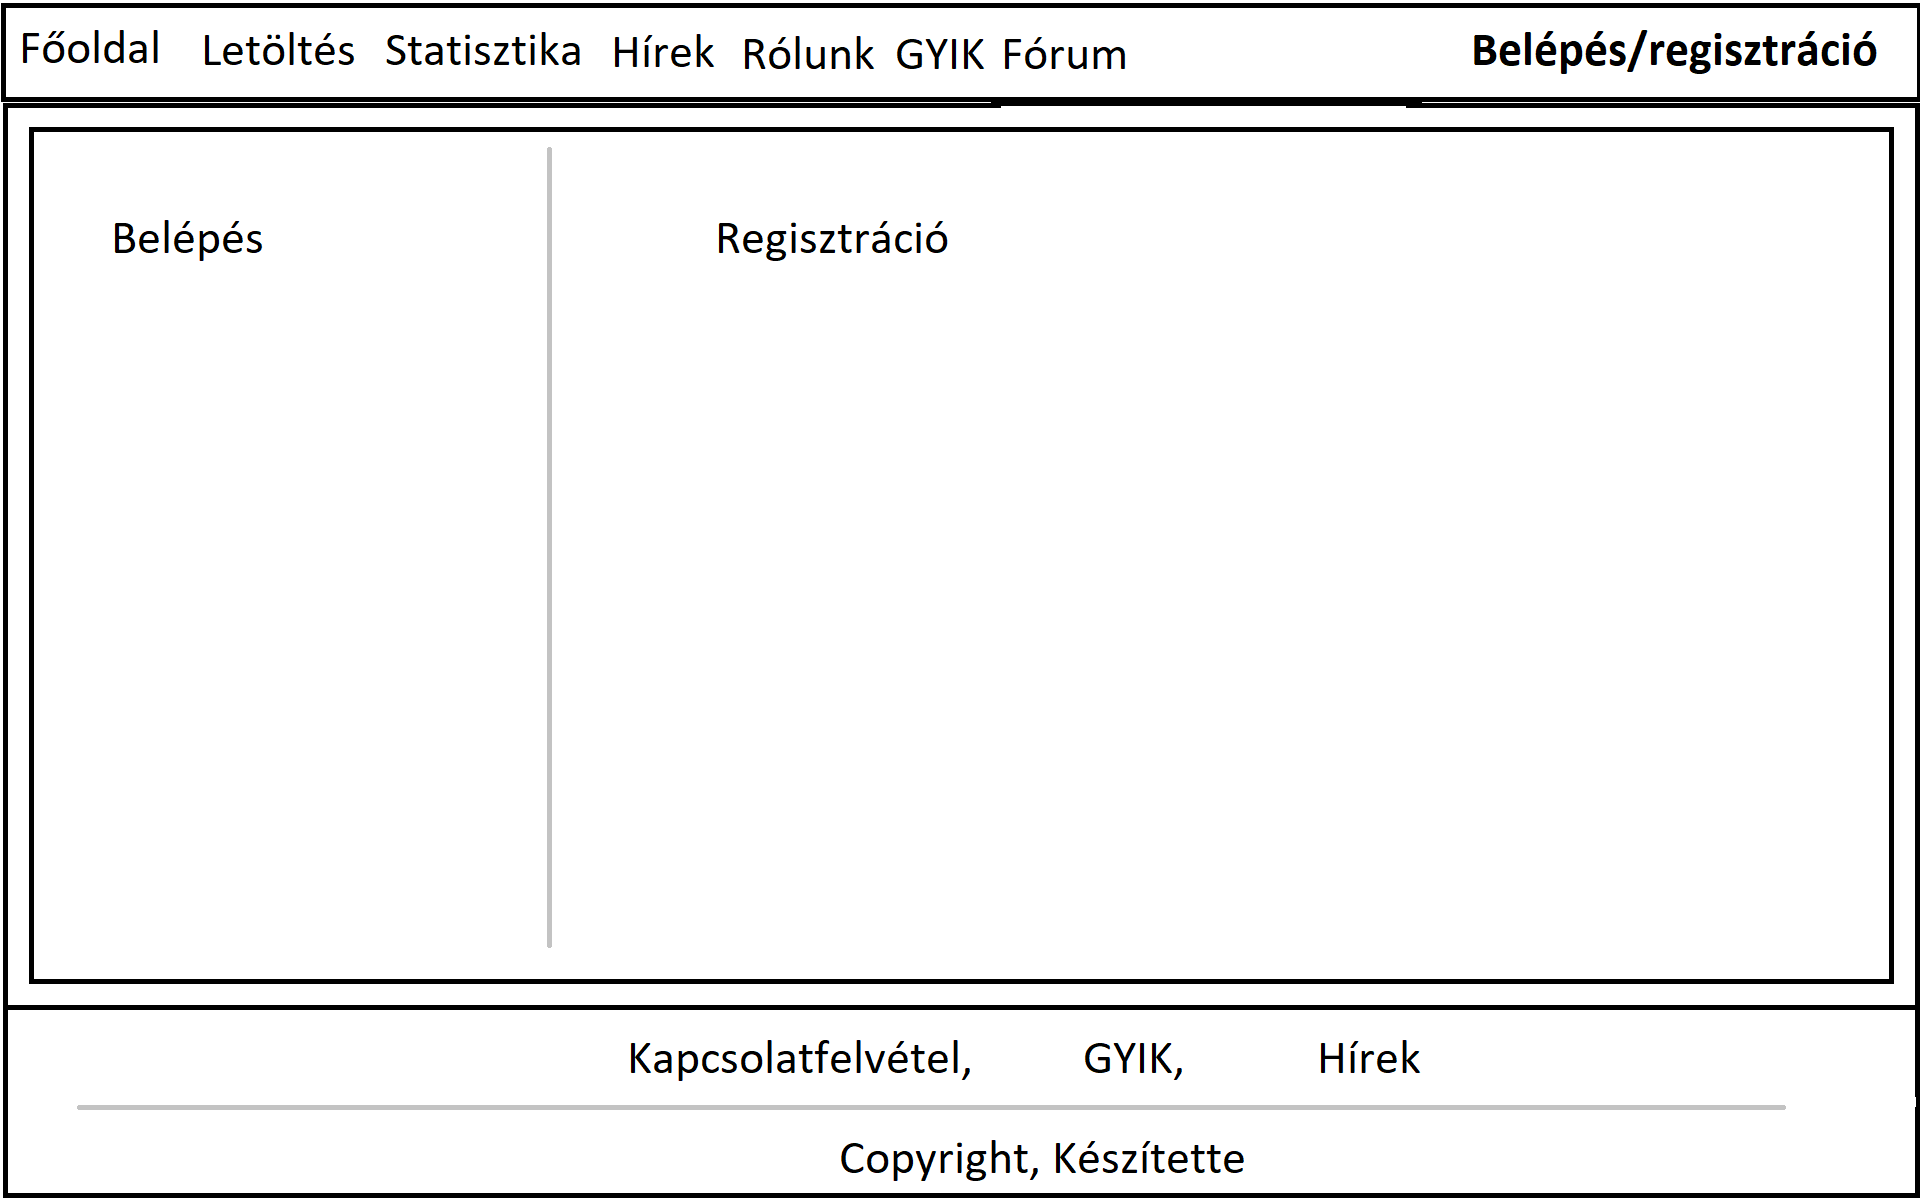 Főoldal Letöltés Statisztika Hírek Rólunk GYIK Fórum Belépés/regisztráció
Belépés Regisztráció
Kapcsolatfelvétel, GYIK, Hírek
Copyright, Készítette